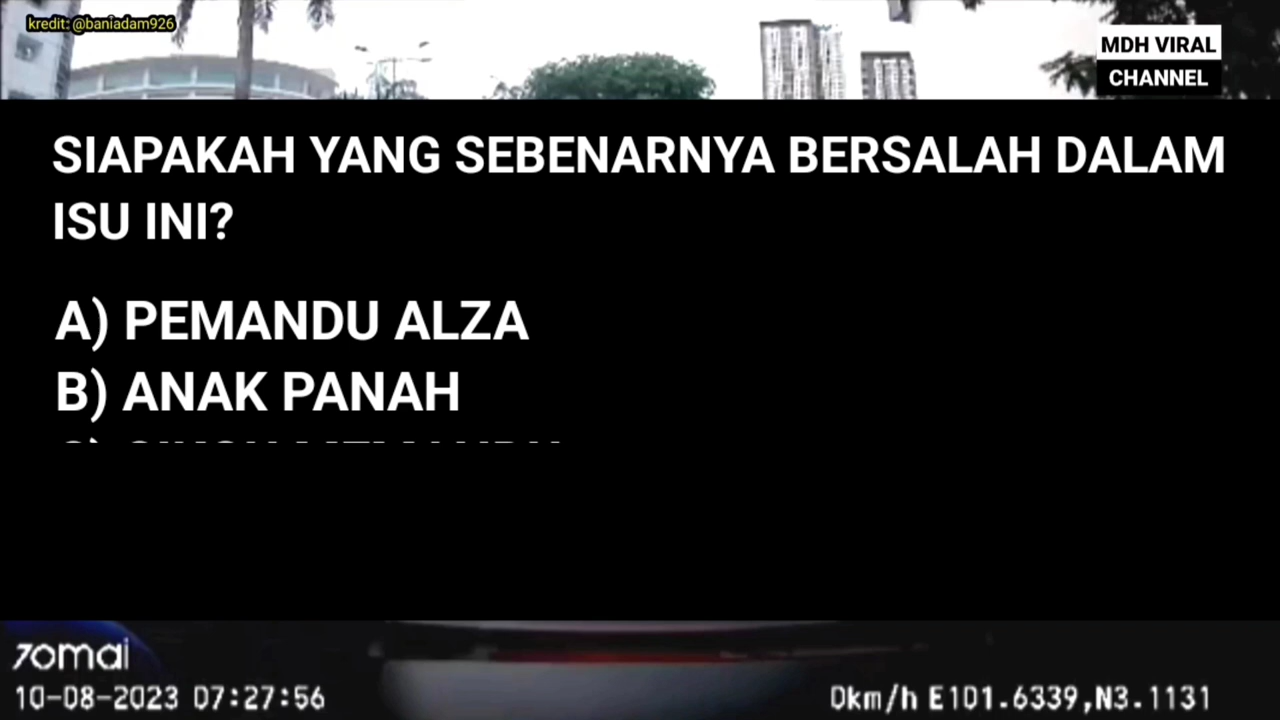 kredit: @baniadam926
MDH VIRAL
CHANNEL
SIAPAKAH YANG SEBENARNYA BERSALAH DALAM
ISU INI?
A) PEMANDU ALZA
B) ANAK PANAH
70mai
10-08-2023 07:27:56
0km/h E101.6339,N3.1131